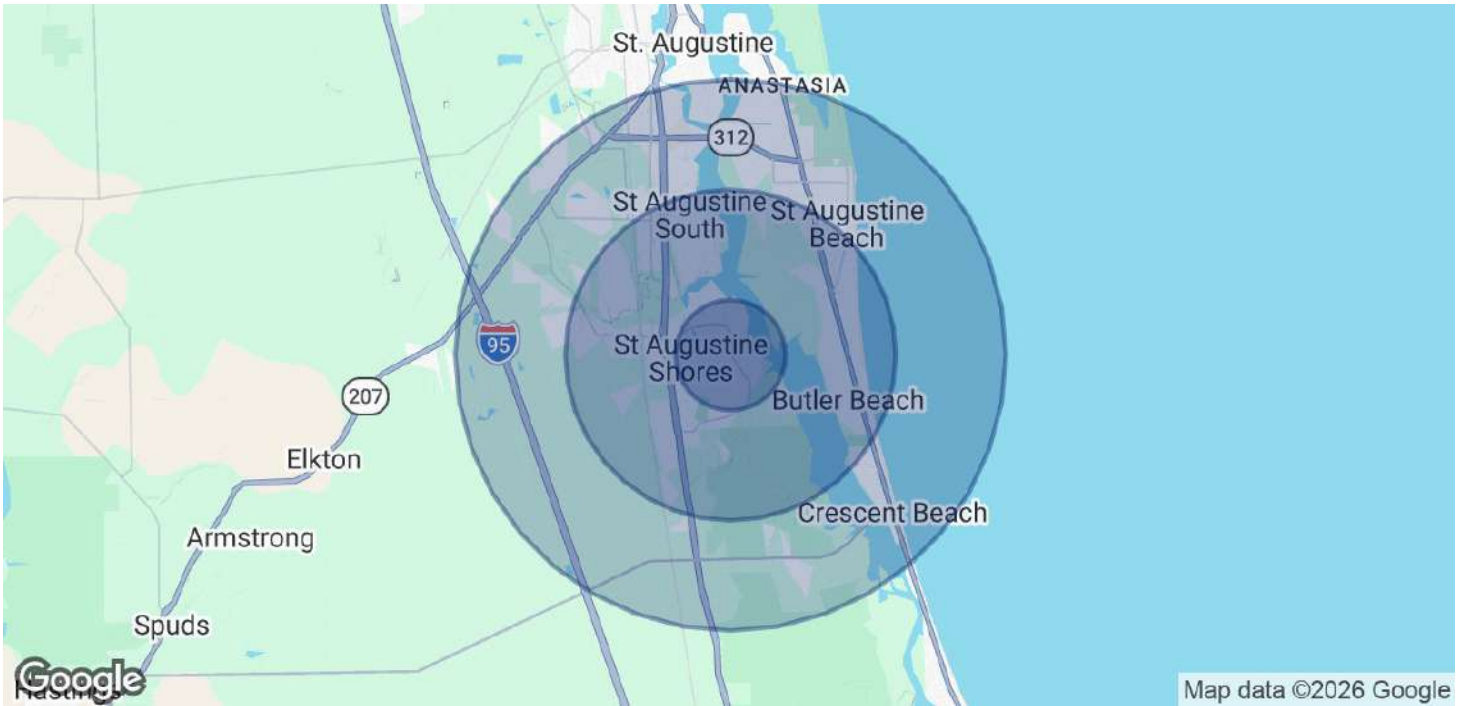 St. Augustine
ANASTASIA
312
St Augustine
South
St Augustine
Beach
95
St Augustine
Shores
207
Butler Beach
Elkton
Crescent Beach
Armstrong
Spuds
Google
Hastings
Map data ©2026 Google